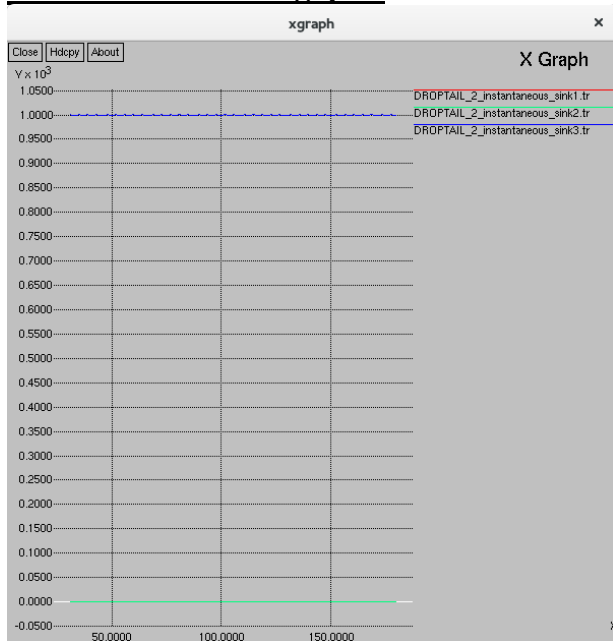 xgraph ×
Close Hdcpy About
X Graph
Y x 10³
DROPTAIL_2_instantaneous_sink1.tr
DROPTAIL_2_instantaneous_sink2.tr
DROPTAIL_2_instantaneous_sink3.tr
1.0500
1.0000
0.9500
0.9000
0.8500
0.8000
0.7500
0.7000
0.6500
0.6000
0.5500
0.5000
0.4500
0.4000
0.3500
0.3000
0.2500
0.2000
0.1500
0.1000
0.0500
0.0000
-0.0500
50.0000 100.0000 150.0000